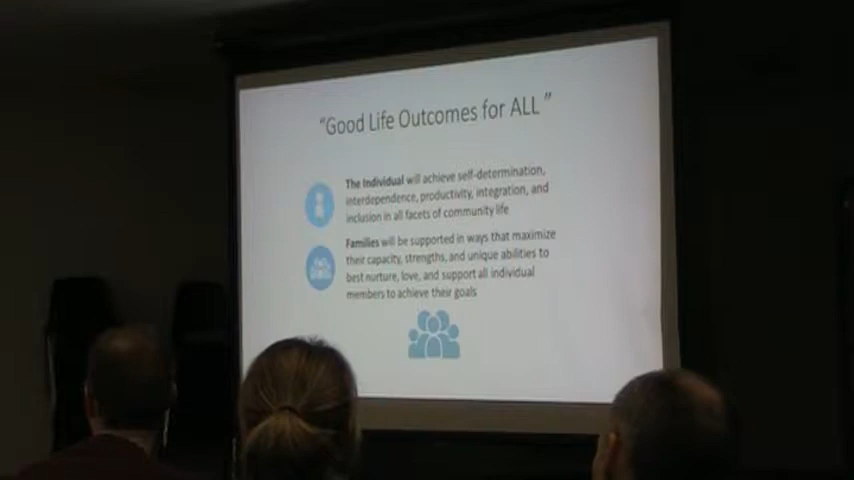 "Good Life Outcomes for ALL"
The Individual will achieve self-determination,
interdependence, productivity, integration, and
inclusion in all facets of community life
Families will be supported in ways that maximize
their capacity, strengths, and unique abilities to
best nurture, love, and support all individual
members to achieve their goals